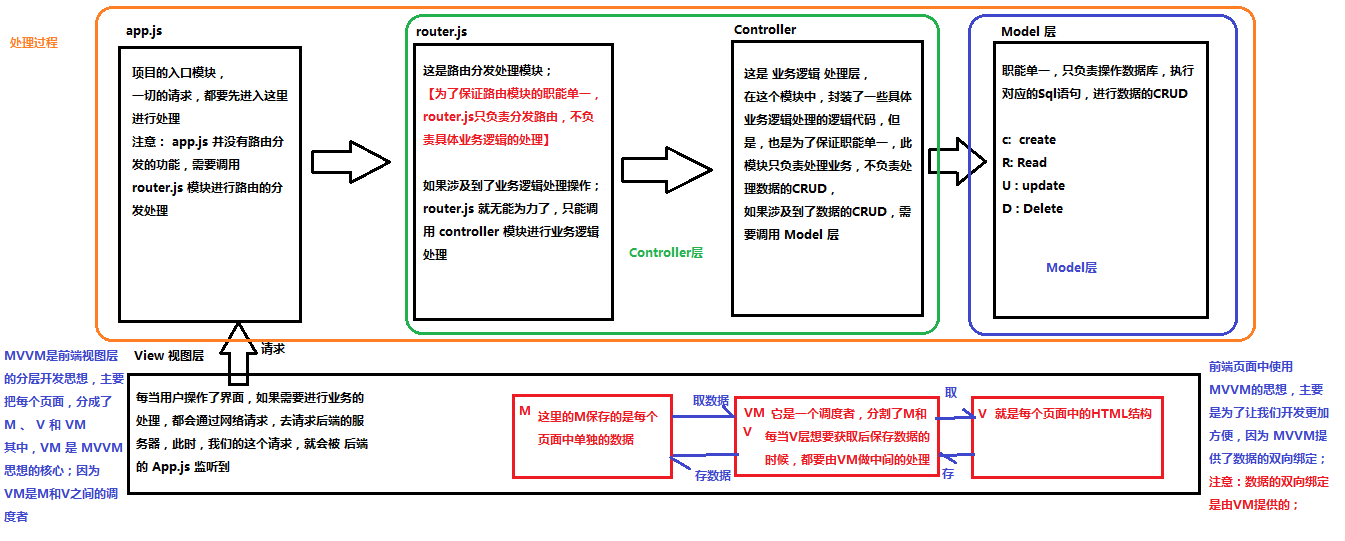 处理过程
app.js
项目的入口模块，
一切的请求，都要先进入这里
进行处理
注意： app.js 并没有路由分
发的功能，需要调用
router.js 模块进行路由的分
发处理
router.js
这是路由分发处理模块；
【为了保证路由模块的职能单一，
router.js只负责分发路由，不负
责具体业务逻辑的处理】
如果涉及到了业务逻辑处理操作；
router.js 就无能为力了，只能调
用 controller 模块进行业务逻辑
处理
Controller层
Controller
这是 业务逻辑 处理层，
在这个模块中，封装了一些具体
业务逻辑处理的逻辑代码，但
是，也是为了保证职能单一，此
模块只负责处理业务，不负责处
理数据的CRUD，
如果涉及到了数据的CRUD，需
要调用 Model 层
Model 层
职能单一，只负责操作数据库，执行
对应的Sql语句，进行数据的CRUD
c: create
R: Read
U : update
D : Delete
Model层
请求
View 视图层
MVVM是前端视图层
的分层开发思想，主要
把每个页面，分成了
M 、 V 和 VM
其中，VM 是 MVVM
思想的核心；因为
VM是M和V之间的调
度者
每当用户操作了界面，如果需要进行业务的
处理，都会通过网络请求，去请求后端的服
务器，此时，我们的这个请求，就会被 后端
的 App.js 监听到
M 这里的M保存的是每个
页面中单独的数据
取数据
存数据
VM 它是一个调度者，分割了M和
V
每当V层想要获取后保存数据的
时候，都要由VM做中间的处理
取
存
V 就是每个页面中的HTML结构
前端页面中使用
MVVM的思想，主要
是为了让我们开发更加
方便，因为 MVVM提
供了数据的双向绑定；
注意：数据的双向绑定
是由VM提供的；